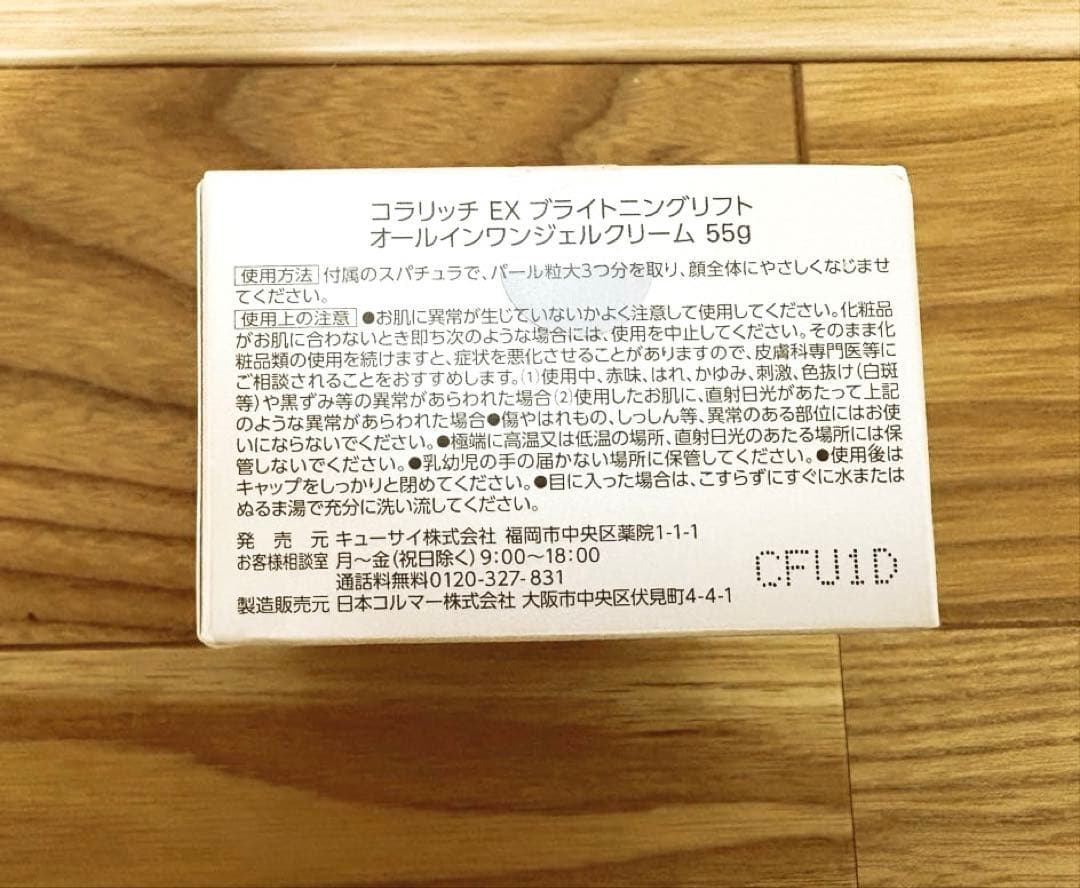 コラリッチ EX ブライトニングリフト
オールインワンジェルクリーム 55g
使用方法 付属のスパチュラで、パール粒大3つ分を取り、顔全体にやさしくなじませ
てください。
使用上の注意 ●お肌に異常が生じていないかよく注意して使用してください。化粧品
がお肌に合わないとき即ち次のような場合には、使用を中止してください。そのまま化
粧品類の使用を続けますと、症状を悪化させることがありますので、皮膚科専門医等に
ご相談されることをおすすめします。(1)使用中、赤味、はれ、かゆみ、刺激、色抜け(白斑
等)や黒ずみ等の異常があらわれた場合(2)使用したお肌に、直射日光があたって上記
のような異常があらわれた場合●傷やはれもの、しっしん等、異常のある部位にはお使
いにならないでください。●極端に高温又は低温の場所、直射日光のあたる場所には保
管しないでください。●乳幼児の手の届かない場所に保管してください。●使用後は
キャップをしっかりと閉めてください。●目に入った場合は、こすらずにすぐに水または
ぬるま湯で充分に洗い流してください。
発売元 キューサイ株式会社 福岡市中央区薬院1-1-1
お客様相談室 月〜金(祝日除く) 9:00〜18:00
通話料無料0120-327-831
製造販売元 日本コルマー株式会社 大阪市中央区伏見町4-4-1
CFU1D